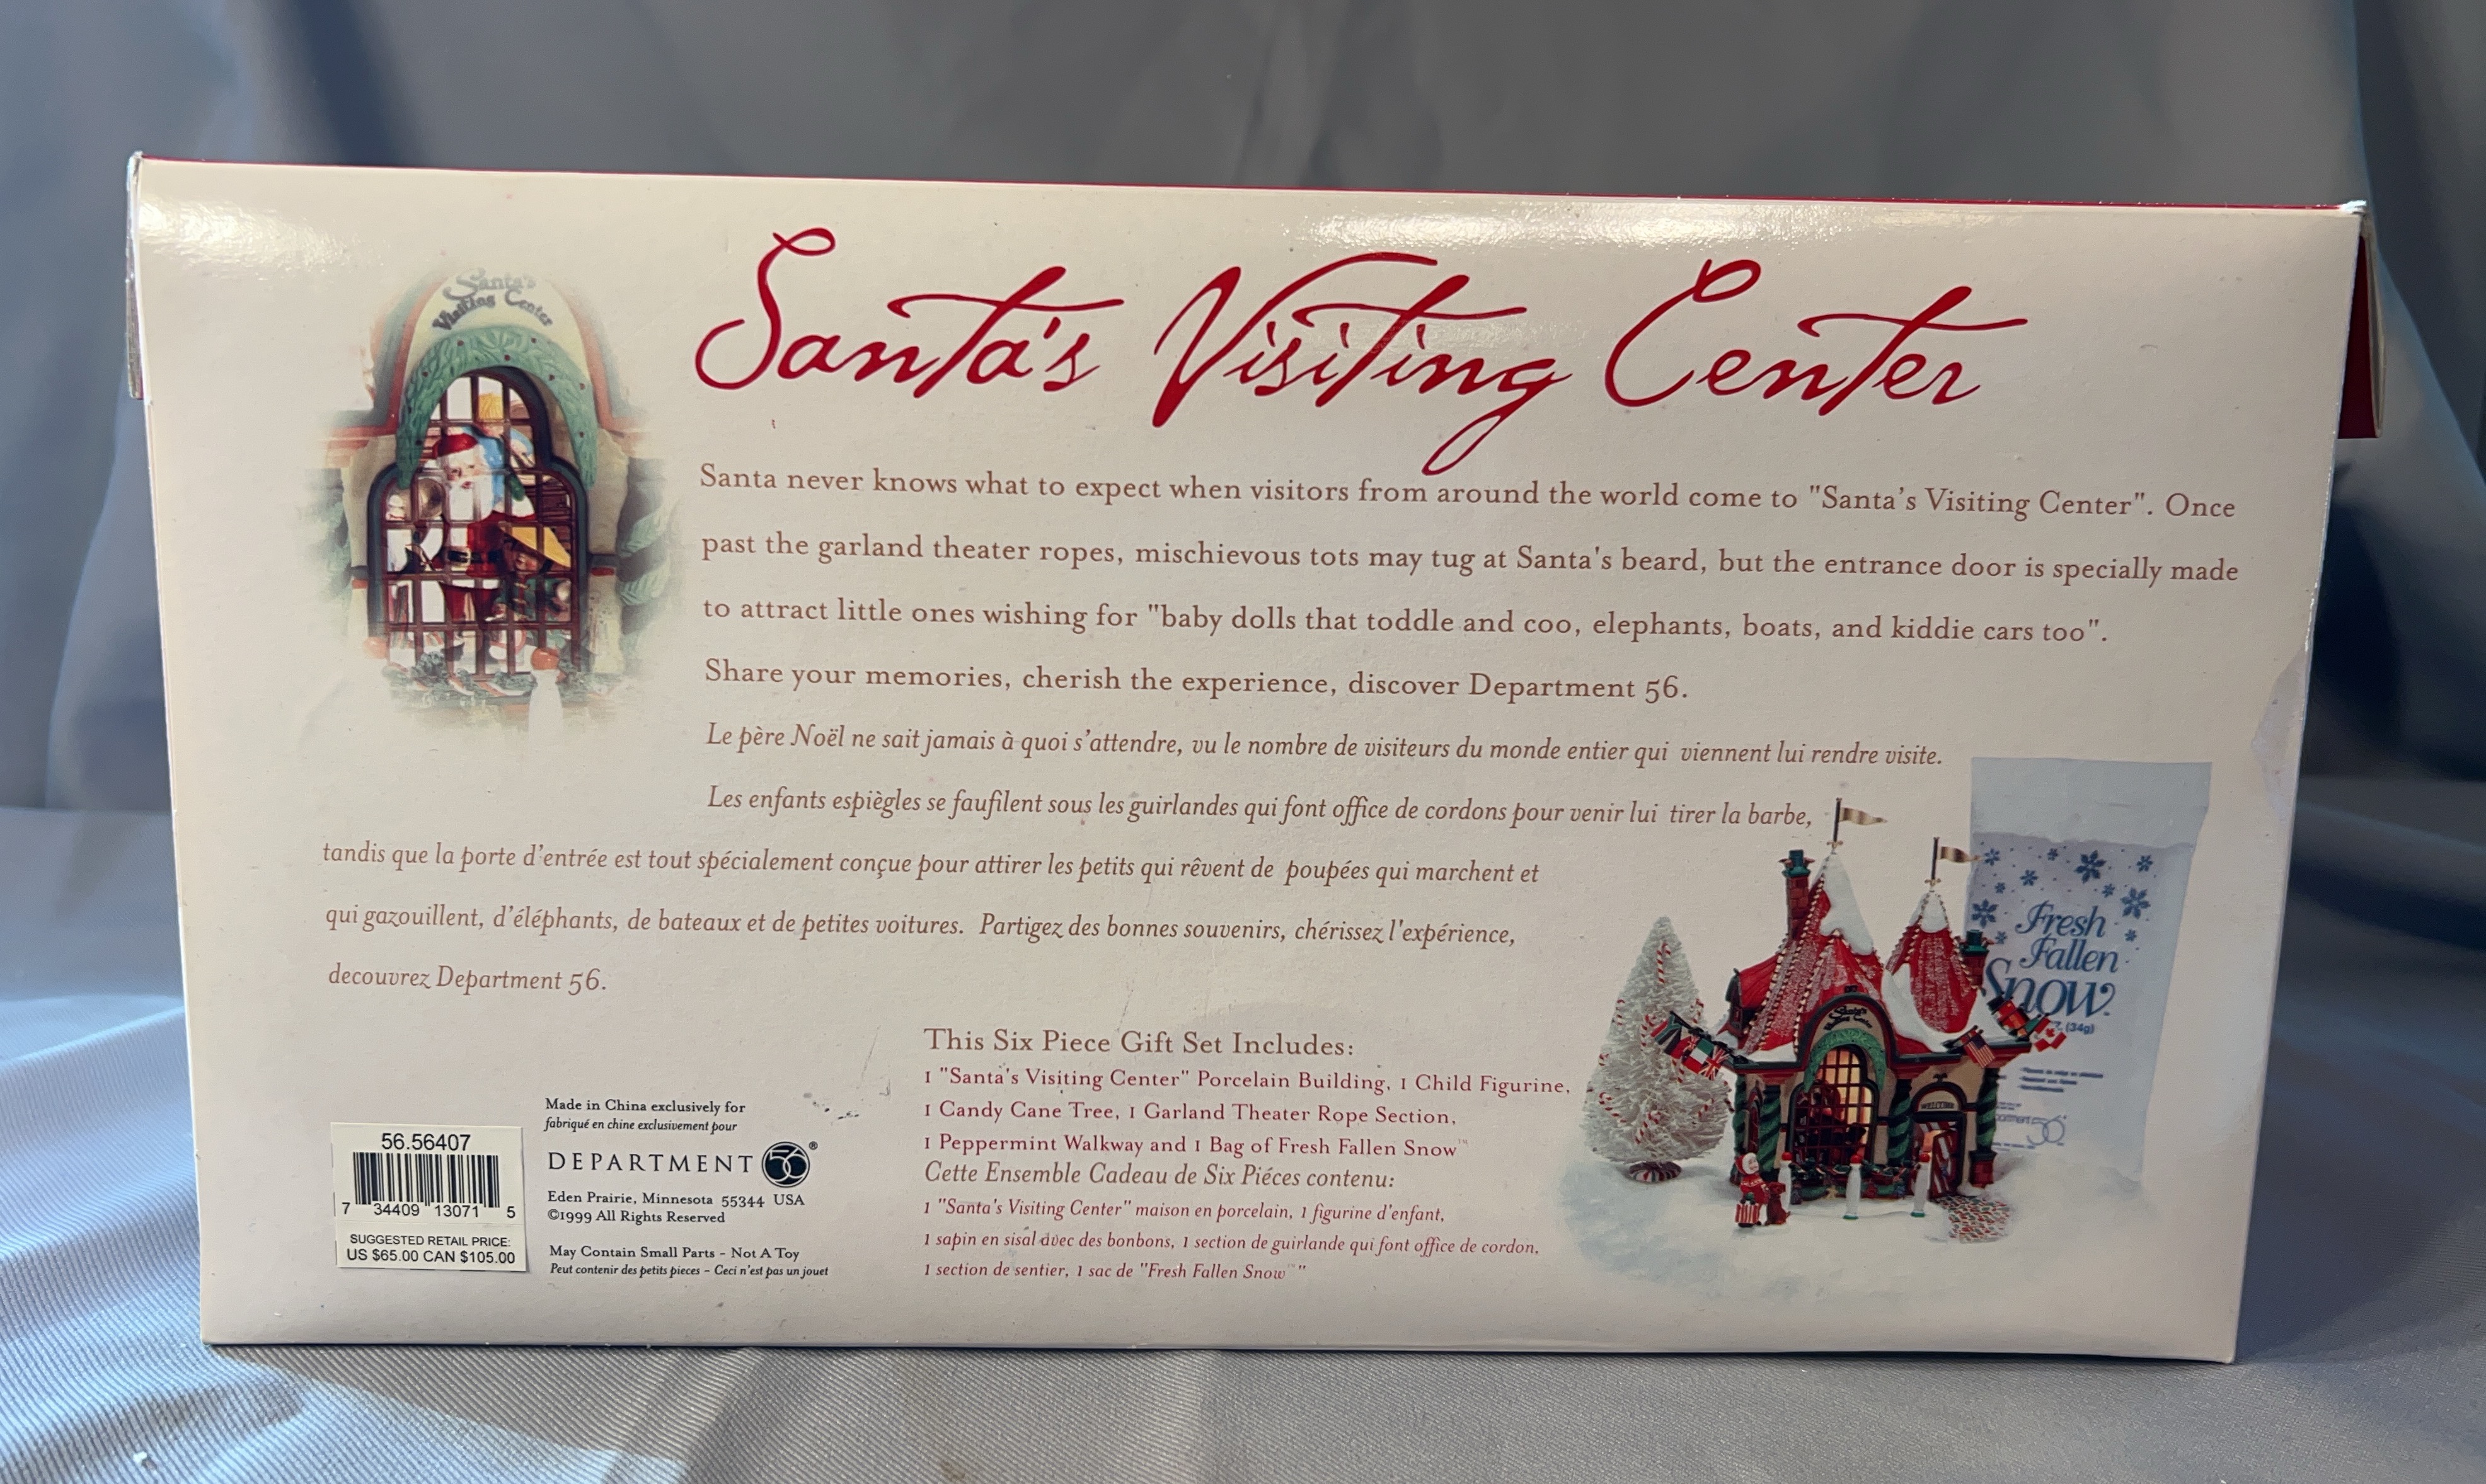 Santa's Visiting Center
Santa's
Visiting Center
Santa never knows what to expect when visitors from around the world come to "Santa's Visiting Center". Once
past the garland theater ropes, mischievous tots may tug at Santa's beard, but the entrance door is specially made
to attract little ones wishing for "baby dolls that toddle and coo, elephants, boats, and kiddie cars too".
Share your memories, cherish the experience, discover Department 56.
Le père Noël ne sait jamais à quoi s'attendre, vu le nombre de visiteurs du monde entier qui viennent lui rendre visite.
Les enfants espiègles se faufilent sous les guirlandes qui font office de cordons pour venir lui tirer la barbe,
tandis que la porte d'entrée est tout spécialement conçue pour attirer les petits qui rêvent de poupées qui marchent et
qui gazouillent, d'éléphants, de bateaux et de petites voitures. Partigez des bonnes souvenirs, chérissez l'expérience,
decouvrez Department 56.
Fresh
Fallen
Snow
(34g)
This Six Piece Gift Set Includes:
1 "Santa's Visiting Center" Porcelain Building, 1 Child Figurine,
1 Candy Cane Tree, 1 Garland Theater Rope Section,
1 Peppermint Walkway and 1 Bag of Fresh Fallen Snow™
Cette Ensemble Cadeau de Six Piéces contenu:
1 "Santa's Visiting Center" maison en porcelain, 1 figurine d'enfant,
1 sapin en sisal avec des bonbons, 1 section de guirlande qui font office de cordon,
1 section de sentier, 1 sac de "Fresh Fallen Snow™"
Made in China exclusively for
fabriqué en chine exclusivement pour
DEPARTMENT 56®
Eden Prairie, Minnesota 55344 USA
©1999 All Rights Reserved
May Contain Small Parts - Not A Toy
Peut contenir des petits pieces - Ceci n'est pas un jouet
56.56407
7 34409 13071 5
SUGGESTED RETAIL PRICE:
US $65.00 CAN $105.00